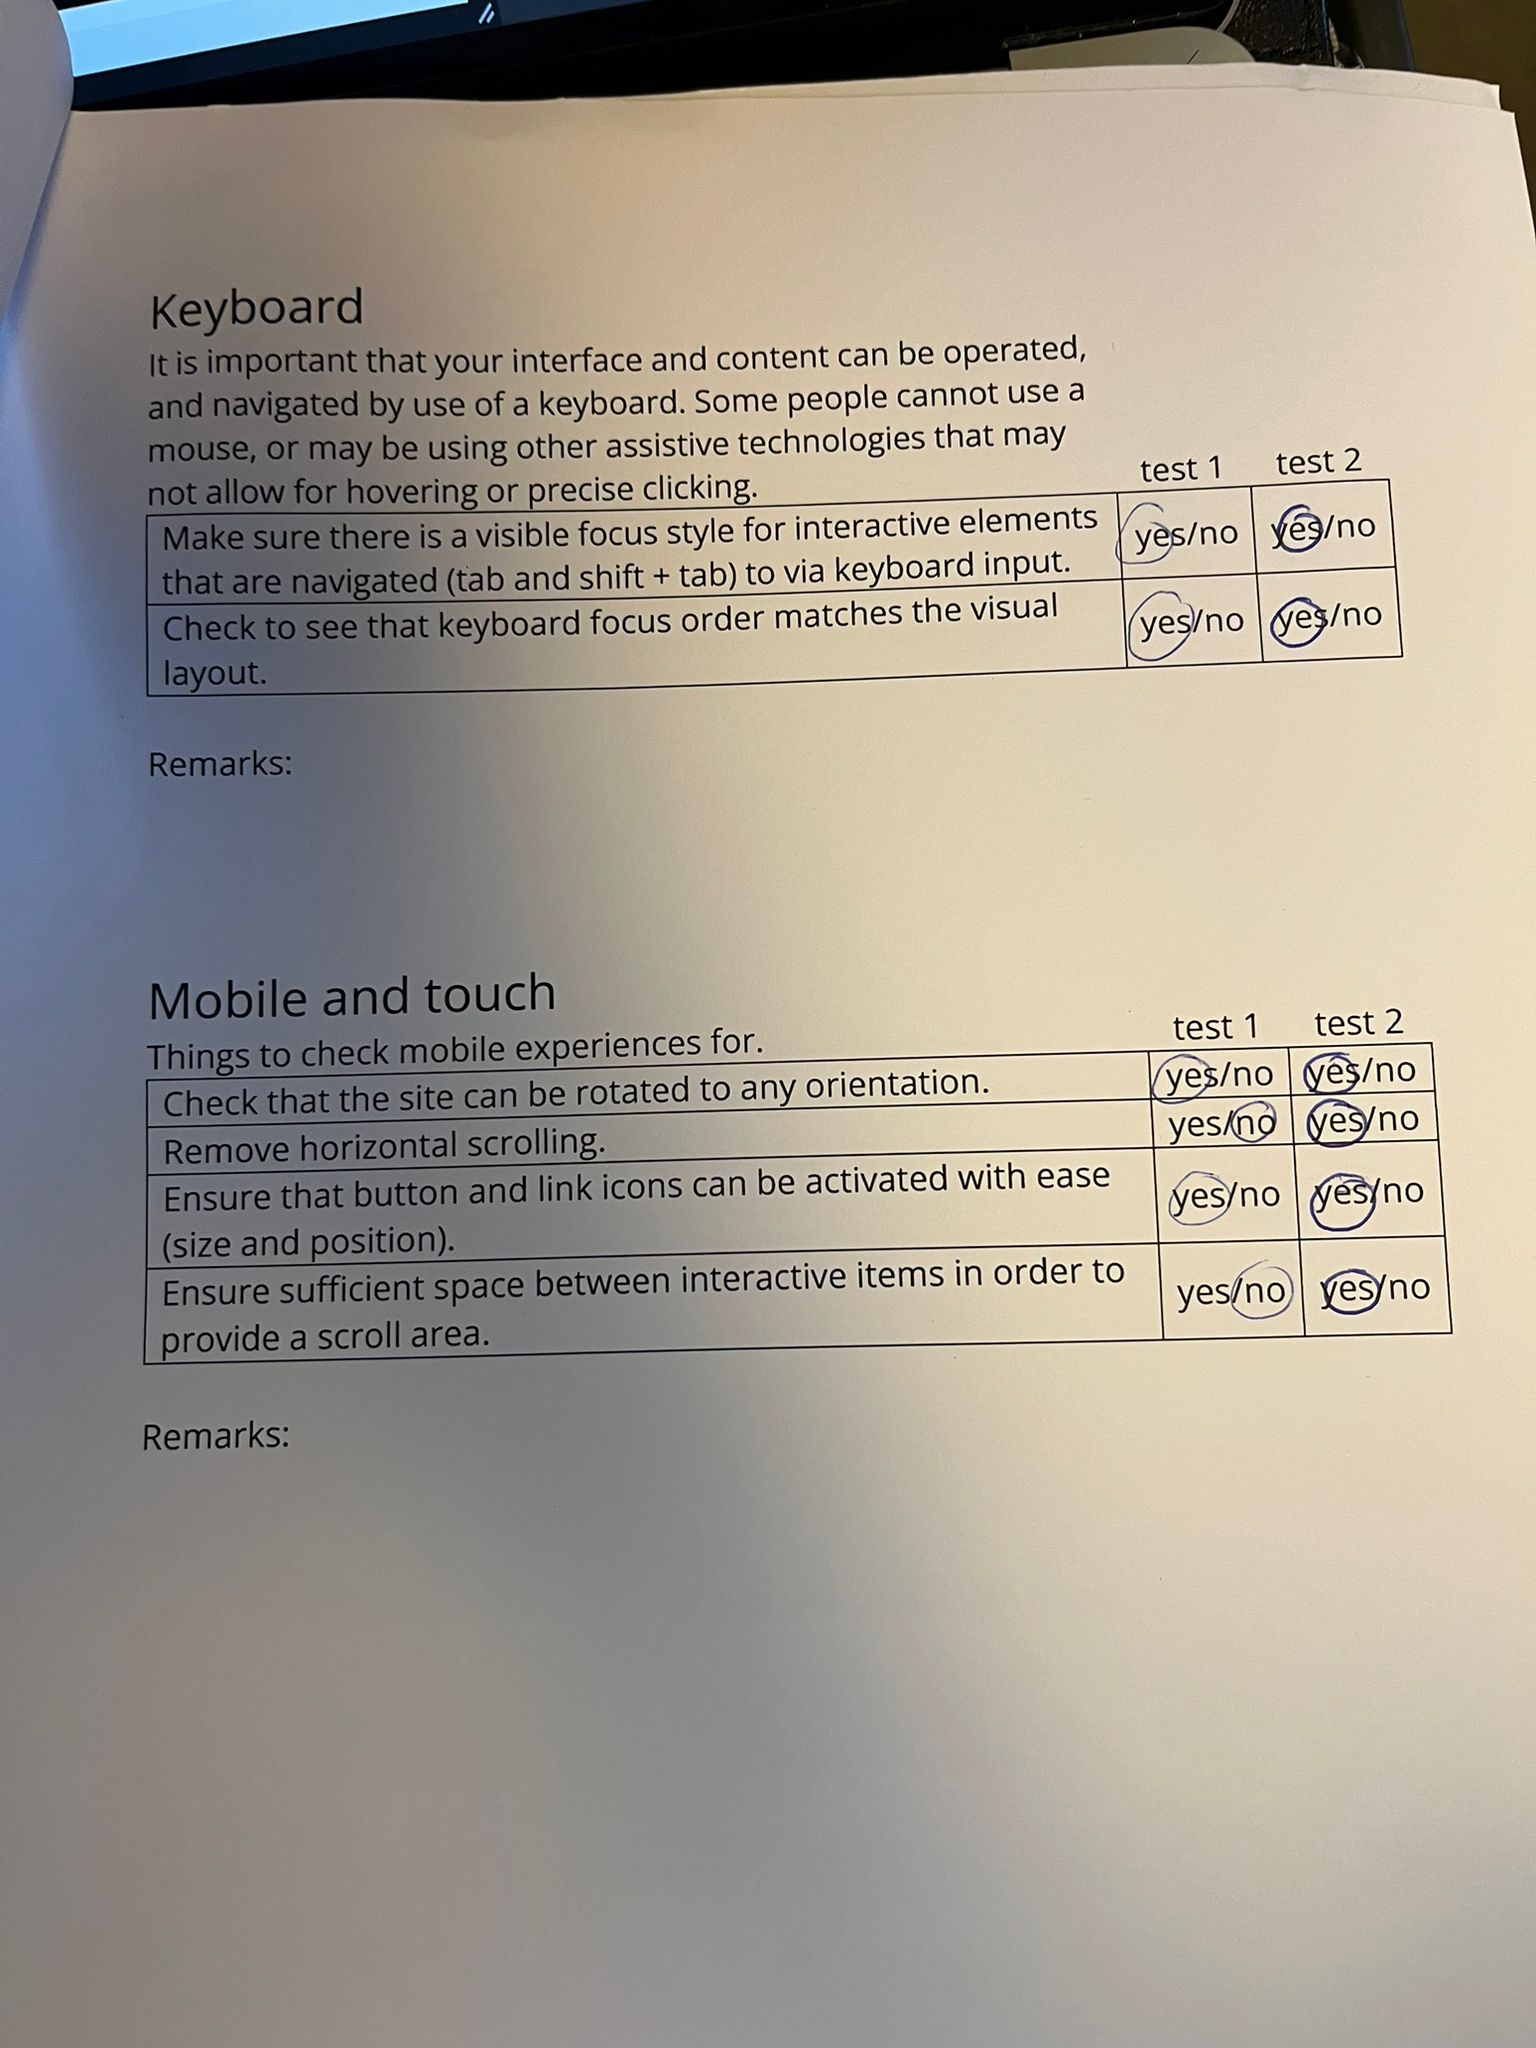 Keyboard
It is important that your interface and content can be operated,
and navigated by use of a keyboard. Some people cannot use a
mouse, or may be using other assistive technologies that may
not allow for hovering or precise clicking.
test 1 test 2
Make sure there is a visible focus style for interactive elements
that are navigated (tab and shift + tab) to via keyboard input.
yes/no yes/no
Check to see that keyboard focus order matches the visual
layout.
yes/no yes/no
Remarks:
Mobile and touch
Things to check mobile experiences for.
test 1 test 2
Check that the site can be rotated to any orientation. yes/no yes/no
Remove horizontal scrolling. yes/no yes/no
Ensure that button and link icons can be activated with ease
(size and position).
yes/no yes/no
Ensure sufficient space between interactive items in order to
provide a scroll area.
yes/no yes/no
Remarks: